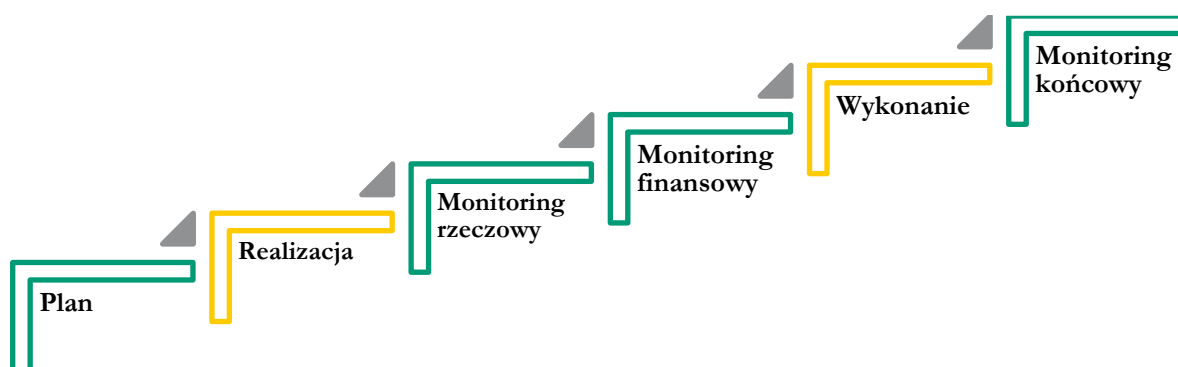 Plan
Realizacja
Monitoring
rzeczowy
Monitoring
finansowy
Wykonanie
Monitoring
końcowy